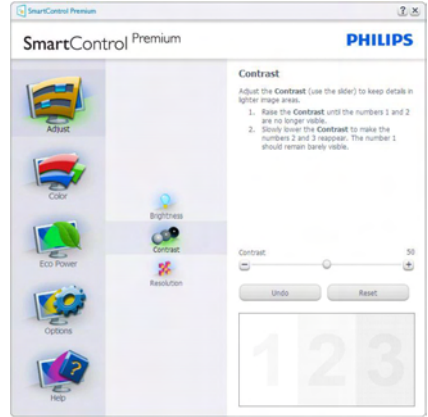 SmartControl Premium
? X
SmartControl Premium
PHILIPS
Adjust
Color
Eco Power
Options
Help
Brightness
Contrast
Resolution
Contrast
Adjust the Contrast (use the slider) to keep details in
lighter image areas.
1. Raise the Contrast until the numbers 1 and 2
are no longer visible.
2. Slowly lower the Contrast to make the
numbers 2 and 3 reappear. The number 1
should remain barely visible.
Contrast 50
Undo Reset
1 2 3